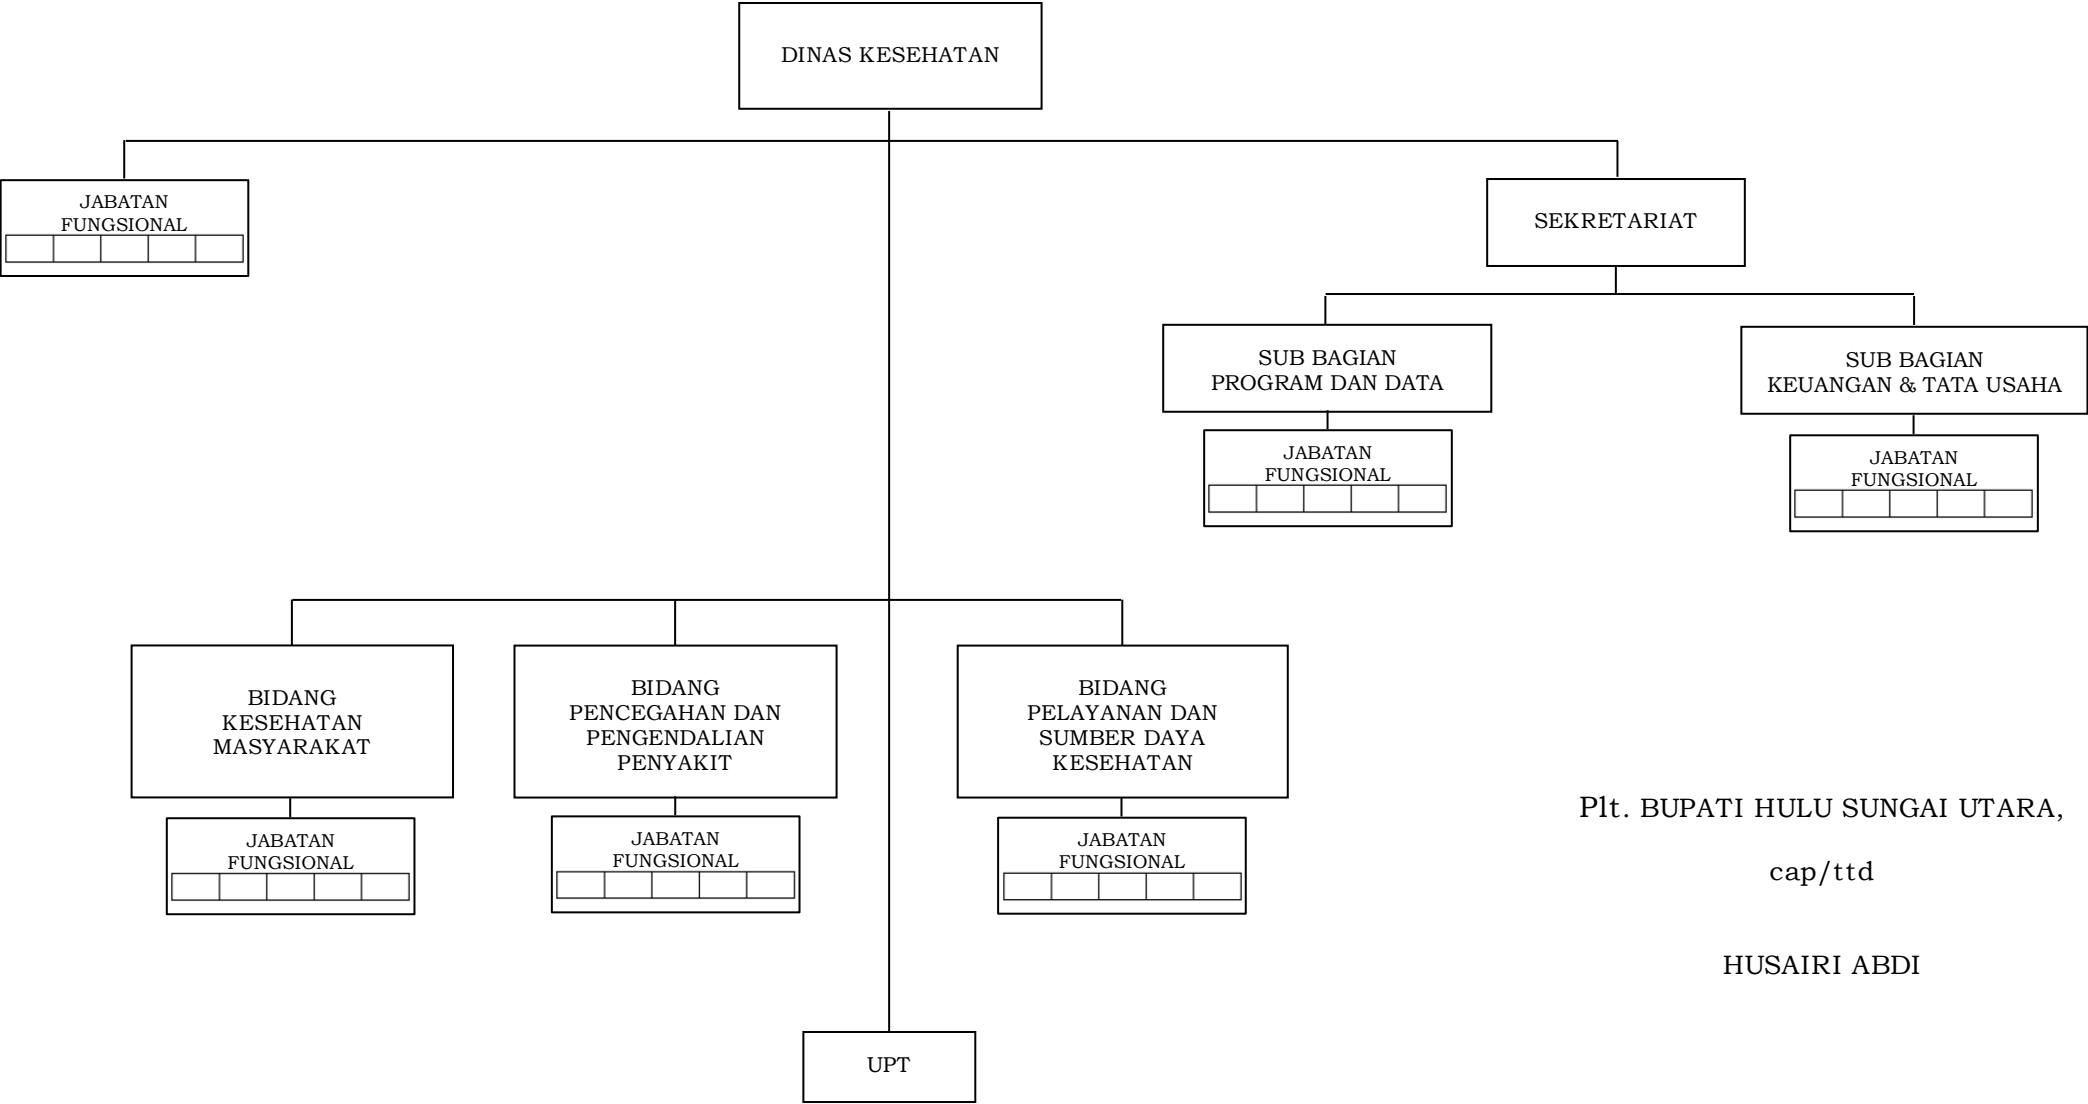 DINAS KESEHATAN
JABATAN
FUNGSIONAL
SEKRETARIAT
SUB BAGIAN
PROGRAM DAN DATA
SUB BAGIAN
KEUANGAN & TATA USAHA
JABATAN
FUNGSIONAL
JABATAN
FUNGSIONAL
BIDANG
KESEHATAN
MASYARAKAT
BIDANG
PENCEGAHAN DAN
PENGENDALIAN
PENYAKIT
BIDANG
PELAYANAN DAN
SUMBER DAYA
KESEHATAN
JABATAN
FUNGSIONAL
JABATAN
FUNGSIONAL
JABATAN
FUNGSIONAL
Plt. BUPATI HULU SUNGAI UTARA,
cap/ttd
HUSAIRI ABDI
UPT